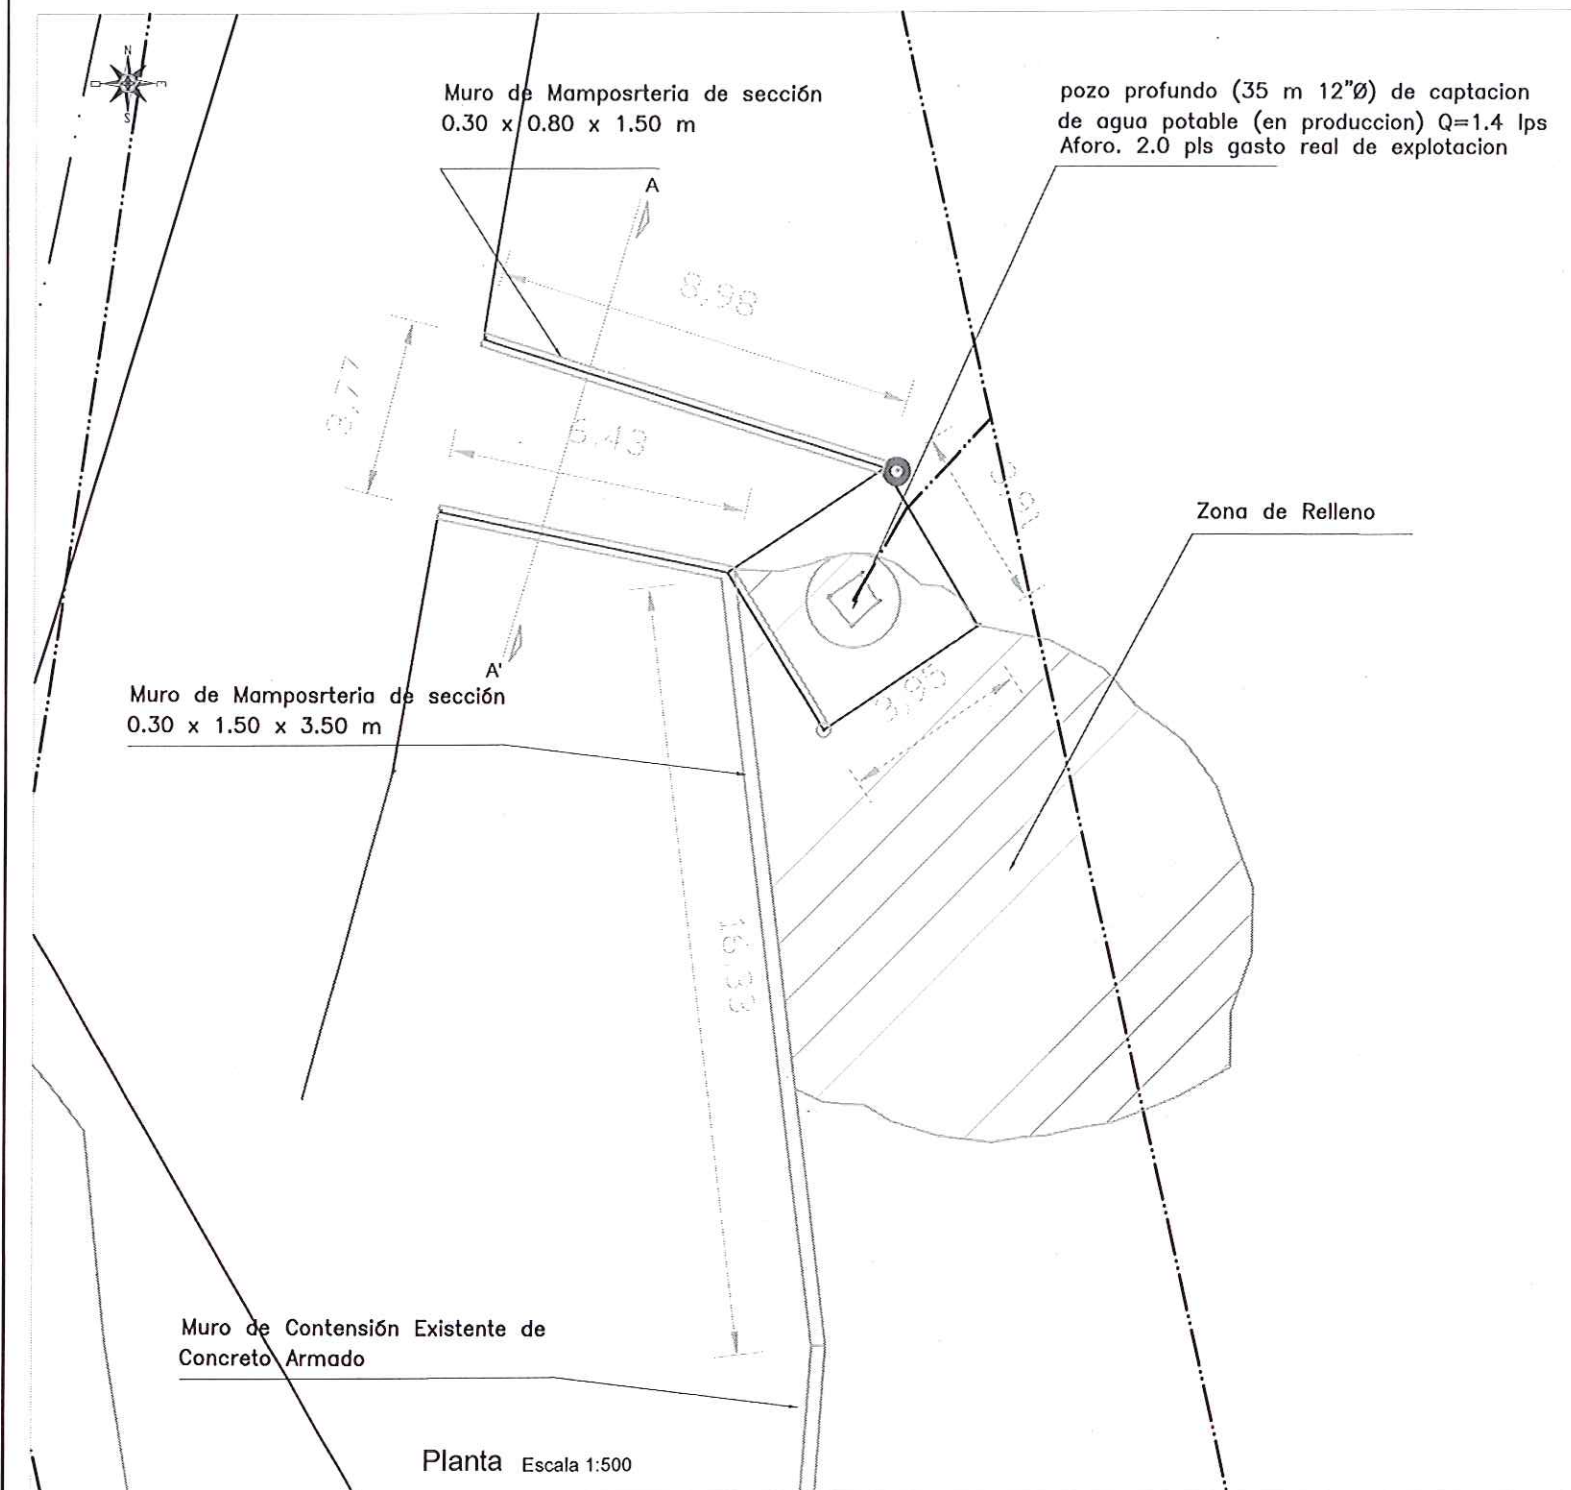 N
O E
S
Muro de Mamposrteria de sección
0.30 x 0.80 x 1.50 m
pozo profundo (35 m 12"Ø) de captacion
de agua potable (en produccion) Q=1.4 lps
Aforo. 2.0 pls gasto real de explotacion
A
8.98
3.77
6.43
3.91
Zona de Relleno
A'
Muro de Mamposrteria de sección
0.30 x 1.50 x 3.50 m
3.95
16.33
Muro de Contensión Existente de
Concreto Armado
Planta Escala 1:500